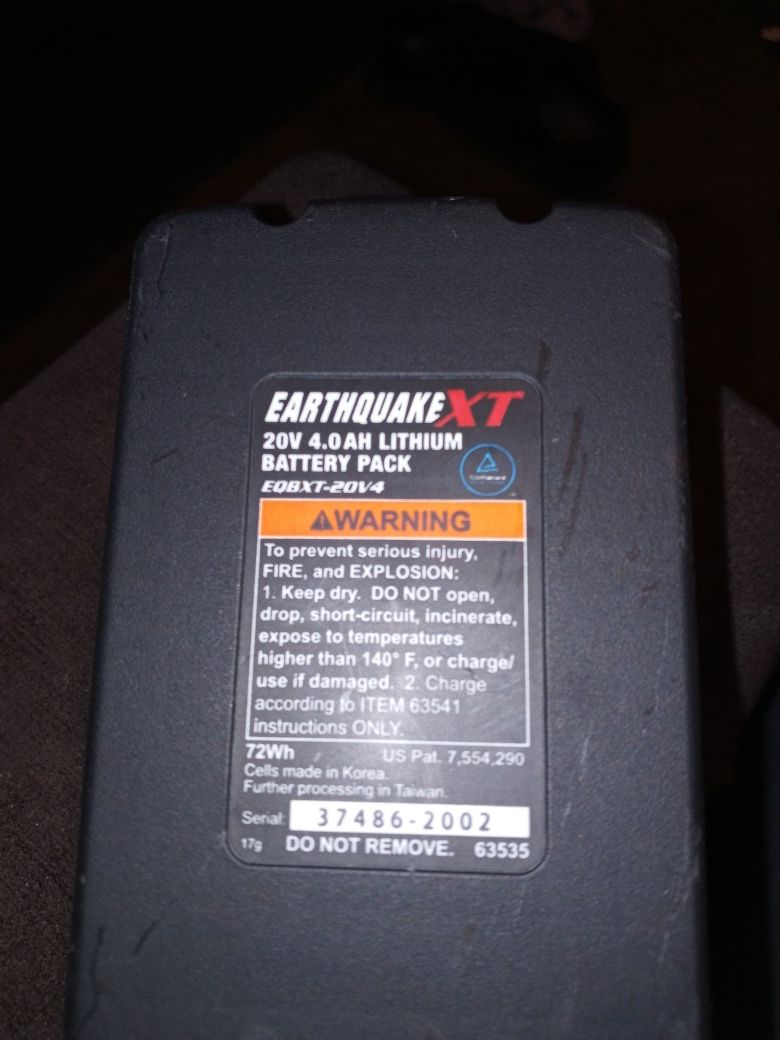 EARTHQUAKE XT
20V 4.0AH LITHIUM
BATTERY PACK
EQBXT-20V4
WARNING
To prevent serious injury,
FIRE, and EXPLOSION:
1. Keep dry. DO NOT open,
drop, short-circuit, incinerate,
expose to temperatures
higher than 140° F, or charge/
use if damaged. 2. Charge
according to ITEM 63541
instructions ONLY.
72Wh US Pat. 7,554,290
Cells made in Korea.
Further processing in Taiwan.
Serial: 37486-2002
17g DO NOT REMOVE. 63535